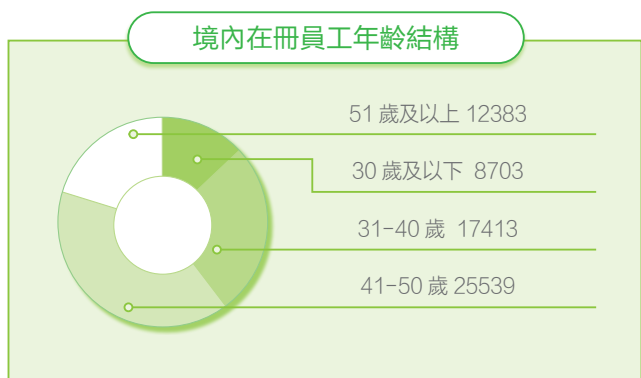 境內在冊員工年齡結構
51 歲及以上 12383
30 歲及以下 8703
31-40 歲 17413
41-50 歲 25539